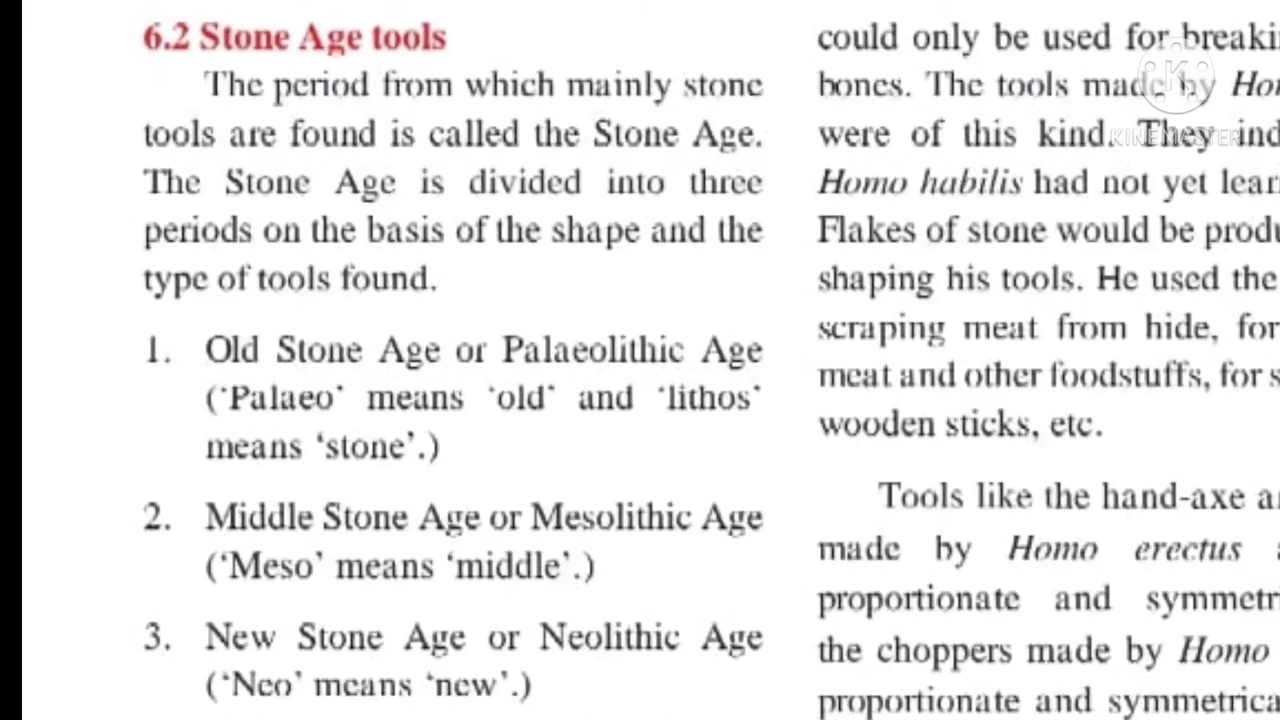 6.2 Stone Age tools
The period from which mainly stone
tools are found is called the Stone Age.
The Stone Age is divided into three
periods on the basis of the shape and the
type of tools found.
1. Old Stone Age or Palaeolithic Age
(‘Palaeo’ means ‘old’ and ‘lithos’
means ‘stone’.)
2. Middle Stone Age or Mesolithic Age
(‘Meso’ means ‘middle’.)
3. New Stone Age or Neolithic Age
(‘Neo’ means ‘new’.)
could only be used for
bones. The tools made by
were of this kind. They
Homo habilis had not yet
Flakes of stone would be
shaping his tools. He used the
scraping meat from hide, for
meat and other foodstuffs, for
wooden sticks, etc.
Tools like the hand-axe
made by Homo erectus
proportionate and
the choppers made by Homo
proportionate and
KINEMASTER